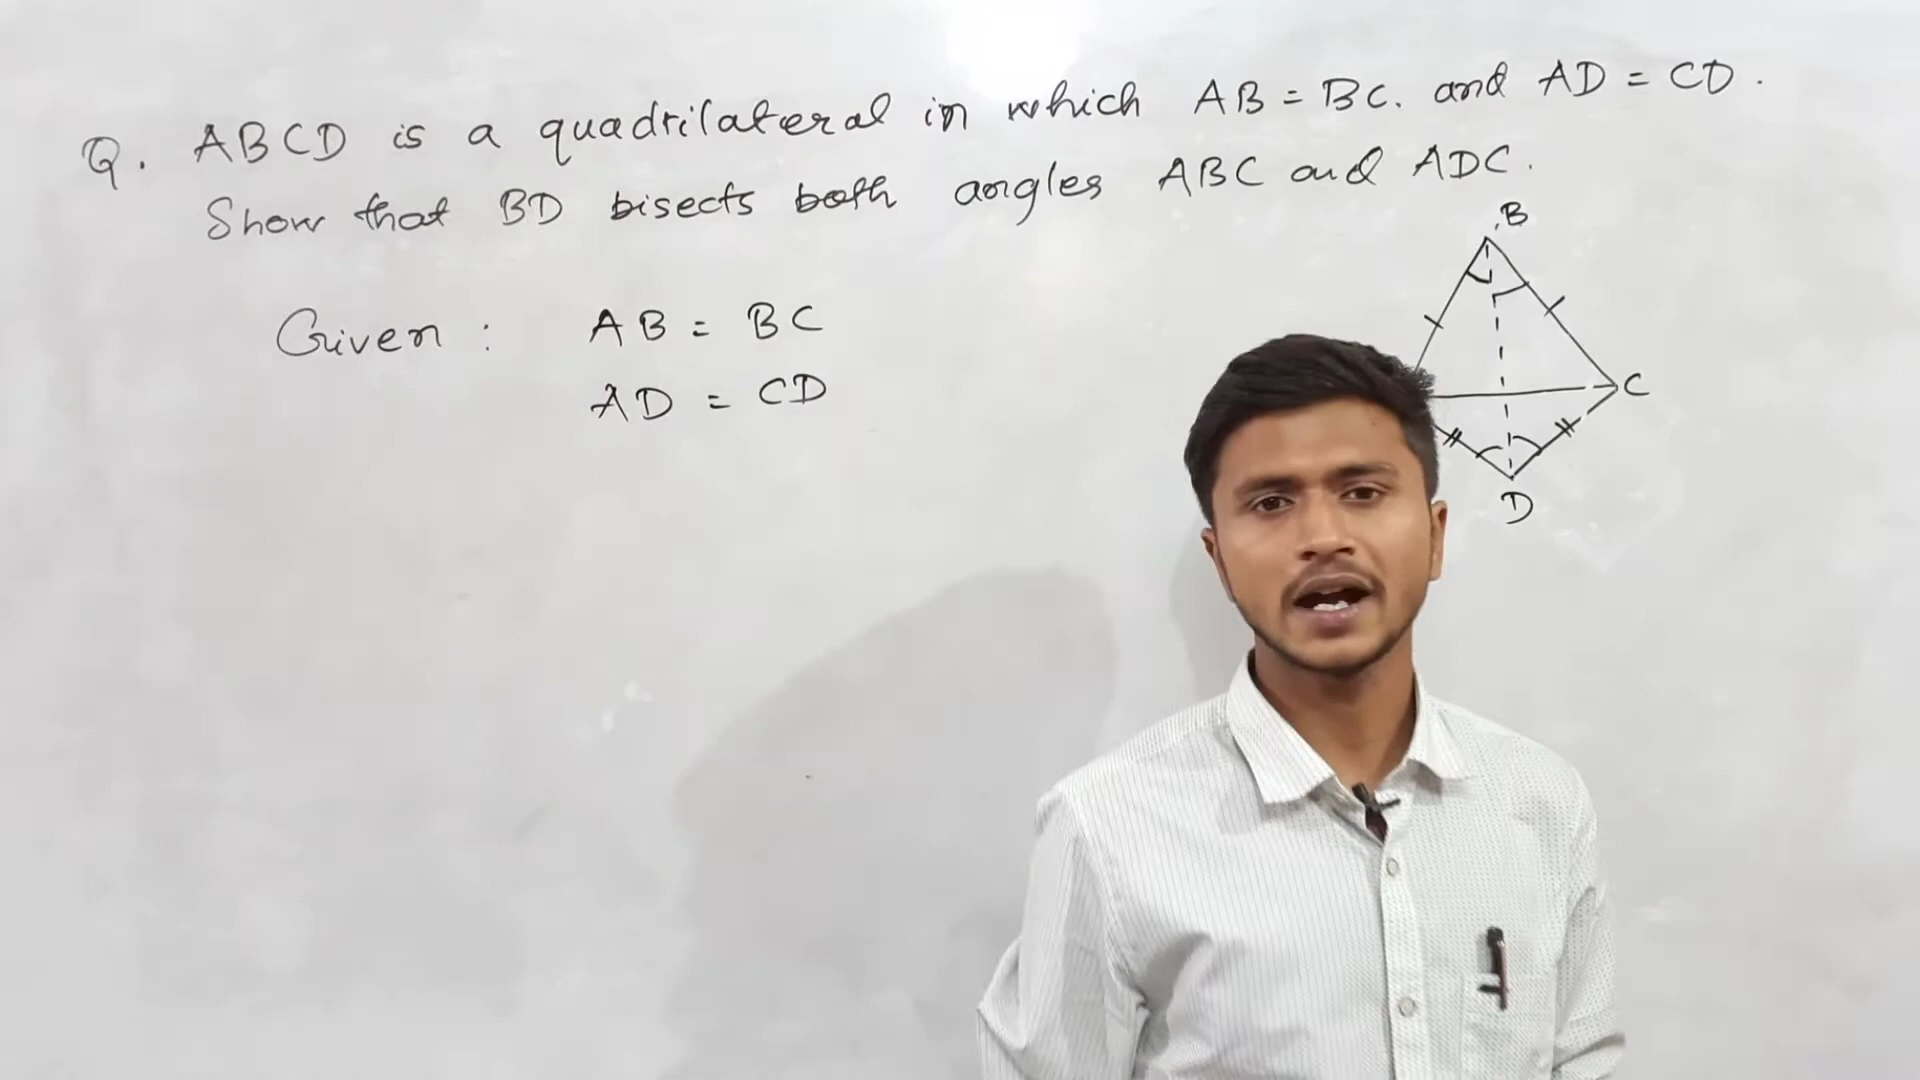 Q. ABCD is a quadrilateral in which AB = BC. and AD = CD.
Show that BD bisects both angles ABC and ADC.
B
Given : AB = BC
C
AD = CD
D